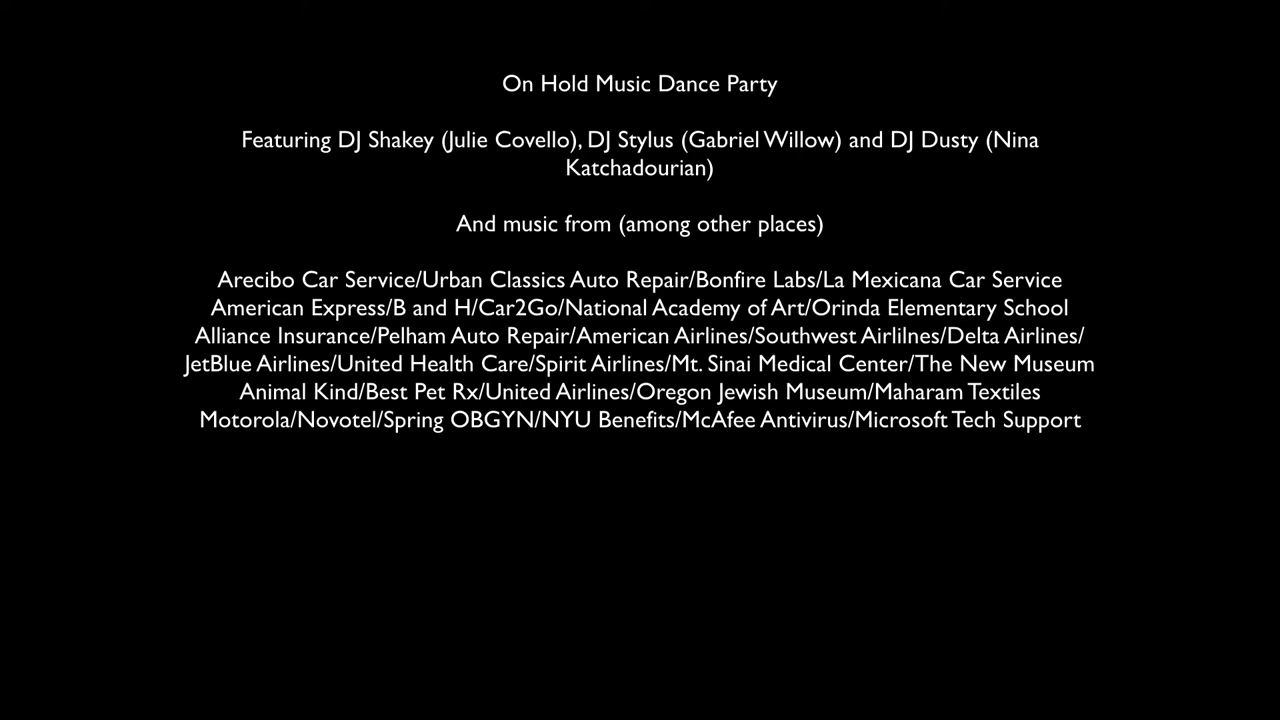 On Hold Music Dance Party
Featuring DJ Shakey (Julie Covello), DJ Stylus (Gabriel Willow) and DJ Dusty (Nina
Katchadourian)
And music from (among other places)
Arecibo Car Service/Urban Classics Auto Repair/Bonfire Labs/La Mexicana Car Service
American Express/B and H/Car2Go/National Academy of Art/Orinda Elementary School
Alliance Insurance/Pelham Auto Repair/American Airlines/Southwest Airlilnes/Delta Airlines/
JetBlue Airlines/United Health Care/Spirit Airlines/Mt. Sinai Medical Center/The New Museum
Animal Kind/Best Pet Rx/United Airlines/Oregon Jewish Museum/Maharam Textiles
Motorola/Novotel/Spring OBGYN/NYU Benefits/McAfee Antivirus/Microsoft Tech Support